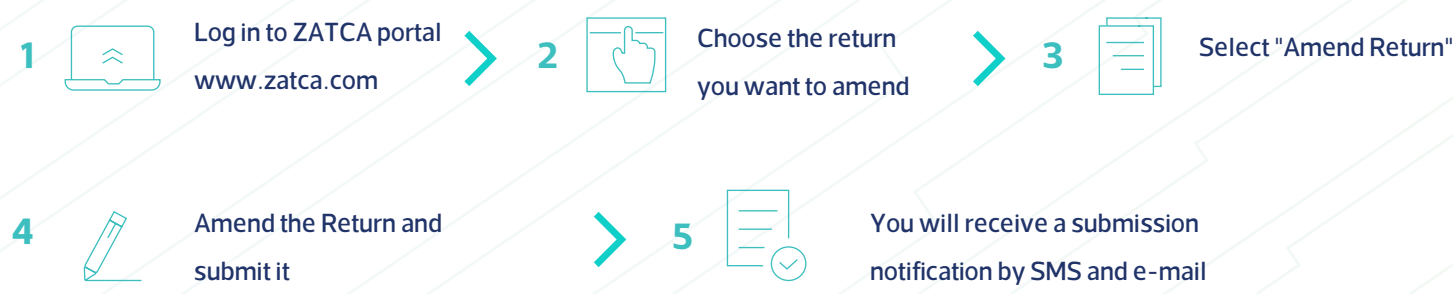 1
Log in to ZATCA portal
www.zatca.com
2
Choose the return
you want to amend
3
Select "Amend Return"
4
Amend the Return and
submit it
5
You will receive a submission
notification by SMS and e-mail